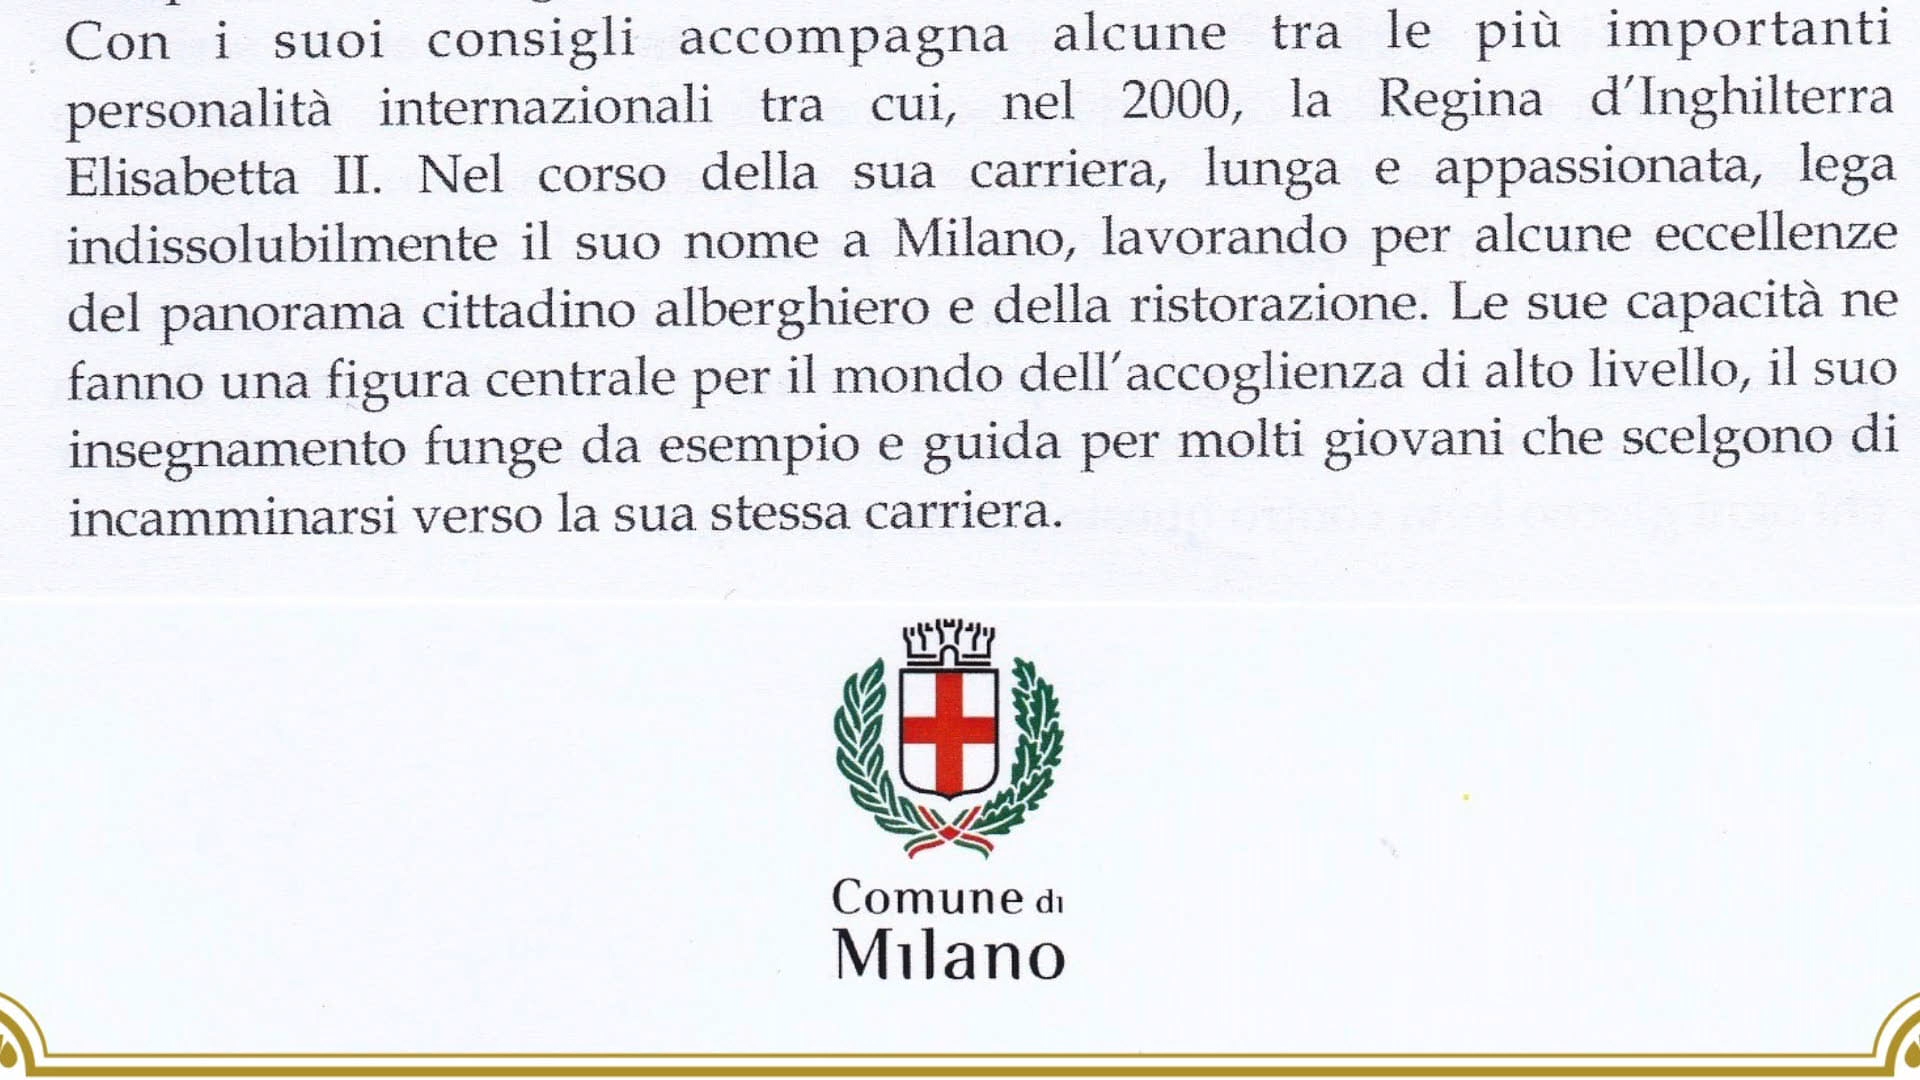 Con i suoi consigli accompagna alcune tra le più importanti
personalità internazionali tra cui, nel 2000, la Regina d'Inghilterra
Elisabetta II. Nel corso della sua carriera, lunga e appassionata, lega
indissolubilmente il suo nome a Milano, lavorando per alcune eccellenze
del panorama cittadino alberghiero e della ristorazione. Le sue capacità ne
fanno una figura centrale per il mondo dell'accoglienza di alto livello, il suo
insegnamento funge da esempio e guida per molti giovani che scelgono di
incamminarsi verso la sua stessa carriera.
Comune di
Milano